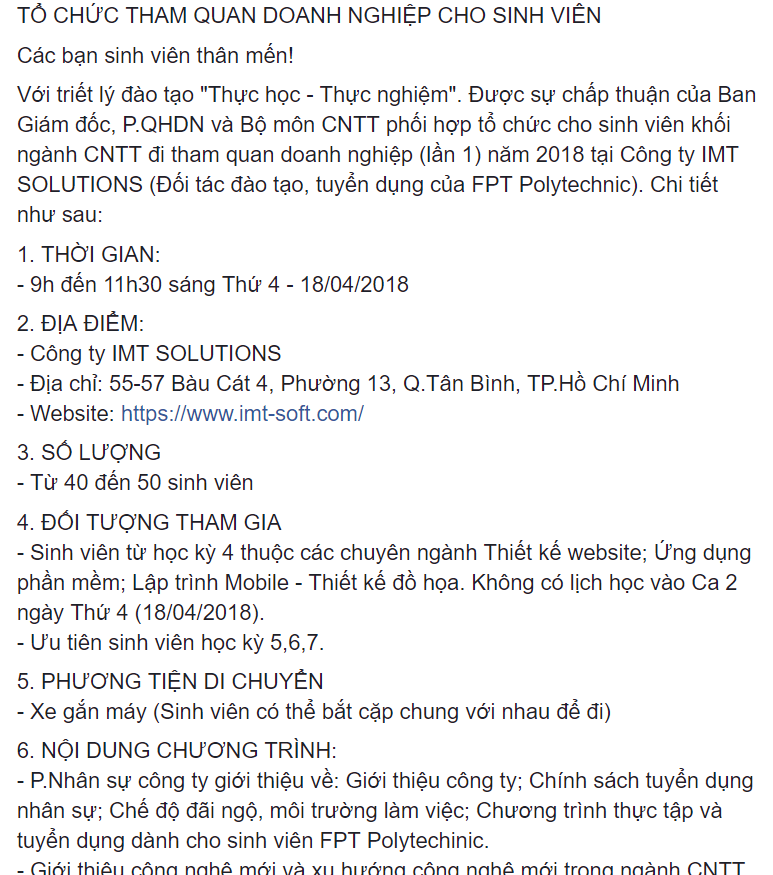 TỔ CHỨC THAM QUAN DOANH NGHIỆP CHO SINH VIÊN
Các bạn sinh viên thân mến!
Với triết lý đào tạo "Thực học - Thực nghiệm". Được sự chấp thuận của Ban
Giám đốc, P.QHDN và Bộ môn CNTT phối hợp tổ chức cho sinh viên khối
ngành CNTT đi tham quan doanh nghiệp (lần 1) năm 2018 tại Công ty IMT
SOLUTIONS (Đối tác đào tạo, tuyển dụng của FPT Polytechnic). Chi tiết
như sau:
1. THỜI GIAN:
- 9h đến 11h30 sáng Thứ 4 - 18/04/2018
2. ĐỊA ĐIỂM:
- Công ty IMT SOLUTIONS
- Địa chỉ: 55-57 Bàu Cát 4, Phường 13, Q.Tân Bình, TP.Hồ Chí Minh
- Website: https://www.imt-soft.com/
3. SỐ LƯỢNG
- Từ 40 đến 50 sinh viên
4. ĐỐI TƯỢNG THAM GIA
- Sinh viên từ học kỳ 4 thuộc các chuyên ngành Thiết kế website; Ứng dụng
phần mềm; Lập trình Mobile - Thiết kế đồ họa. Không có lịch học vào Ca 2
ngày Thứ 4 (18/04/2018).
- Ưu tiên sinh viên học kỳ 5,6,7.
5. PHƯƠNG TIỆN DI CHUYỂN
- Xe gắn máy (Sinh viên có thể bắt cặp chung với nhau để đi)
6. NỘI DUNG CHƯƠNG TRÌNH:
- P.Nhân sự công ty giới thiệu về: Giới thiệu công ty; Chính sách tuyển dụng
nhân sự; Chế độ đãi ngộ, môi trường làm việc; Chương trình thực tập và
tuyển dụng dành cho sinh viên FPT Polytechinic.
- Giới thiệu công nghệ mới và xu hướng công nghệ mới trong ngành CNTT